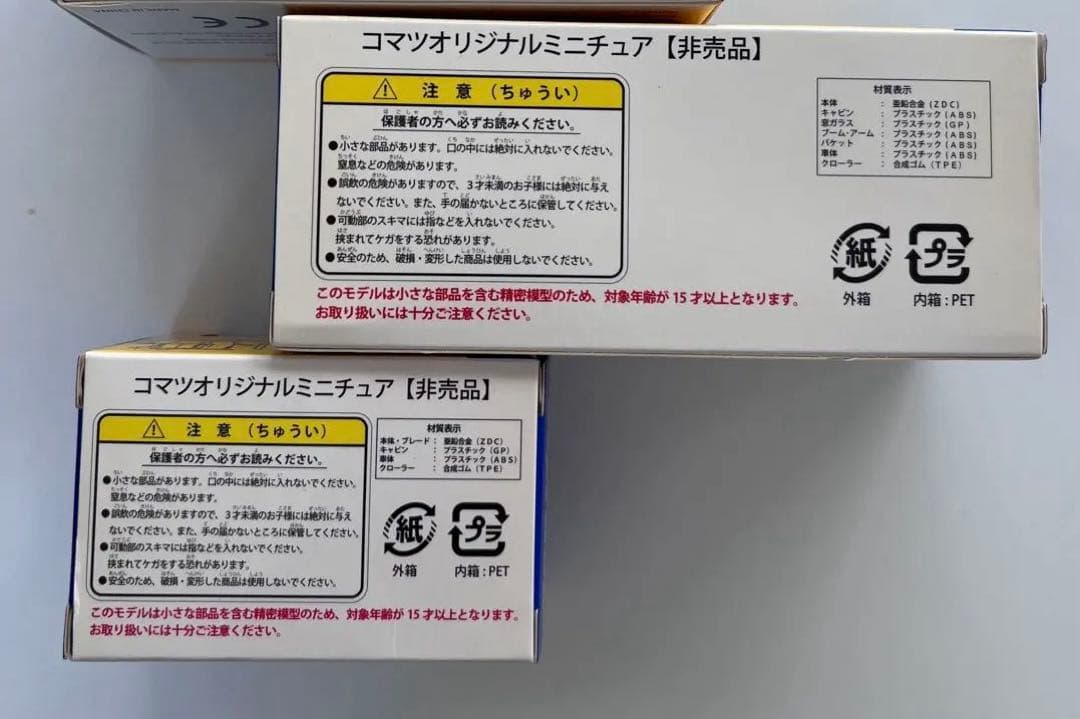 MADE IN CHINA
CE
コマツオリジナルミニチュア【非売品】
注 意 （ちゅうい）
保護者の方へ必ずお読みください。
●小さな部品があります。口の中には絶対に入れないでください。
窒息などの危険があります。
●誤飲の危険がありますので、３才未満のお子様には絶対に与え
ないでください。また、手の届かないところに保管してください。
●可動部のスキマには指などを入れないでください。
挟まれてケガをする恐れがあります。
●安全のため、破損・変形した商品は使用しないでください。
このモデルは小さな部品を含む精密模型のため、対象年齢が 15 才以上となります。
お取り扱いには十分ご注意ください。
材質表示
本体 ： 亜鉛合金（ZDC）
キャビン ： プラスチック（ABS）
窓ガラス ： プラスチック（GP）
ブーム・アーム ： プラスチック（ABS）
バケット ： プラスチック（ABS）
車体 ： プラスチック（ABS）
クローラー ： 合成ゴム（TPE）
紙 プラ
外箱 内箱：PET
コマツオリジナルミニチュア【非売品】
注 意 （ちゅうい）
保護者の方へ必ずお読みください。
●小さな部品があります。口の中には絶対に入れないでください。
窒息などの危険があります。
●誤飲の危険がありますので、３才未満のお子様には絶対に与え
ないでください。また、手の届かないところに保管してください。
●可動部のスキマには指などを入れないでください。
挟まれてケガをする恐れがあります。
●安全のため、破損・変形した商品は使用しないでください。
このモデルは小さな部品を含む精密模型のため、対象年齢が 15 才以上となります。
お取り扱いには十分ご注意ください。
材質表示
本体・ブレード ： 亜鉛合金（ZDC）
キャビン ： プラスチック（GP）
車体 ： プラスチック（ABS）
クローラー ： 合成ゴム（TPE）
紙 プラ
外箱 内箱：PET